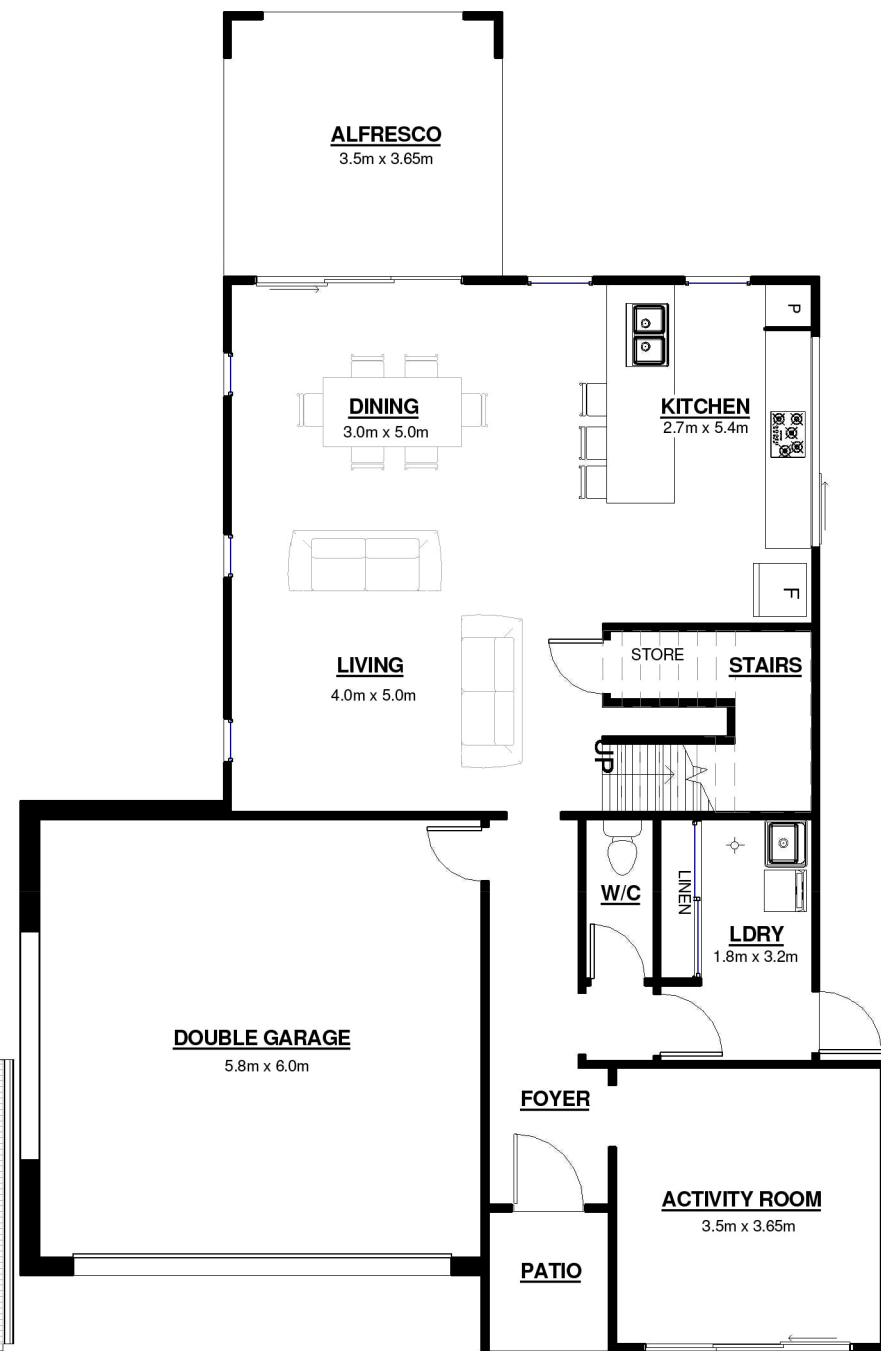 ALFRESCO
3.5m x 3.65m
P
DINING
3.0m x 5.0m
KITCHEN
2.7m x 5.4m
F
STORE
STAIRS
LIVING
4.0m x 5.0m
UP
W/C
LINEN
LDRY
1.8m x 3.2m
DOUBLE GARAGE
5.8m x 6.0m
FOYER
ACTIVITY ROOM
3.5m x 3.65m
PATIO